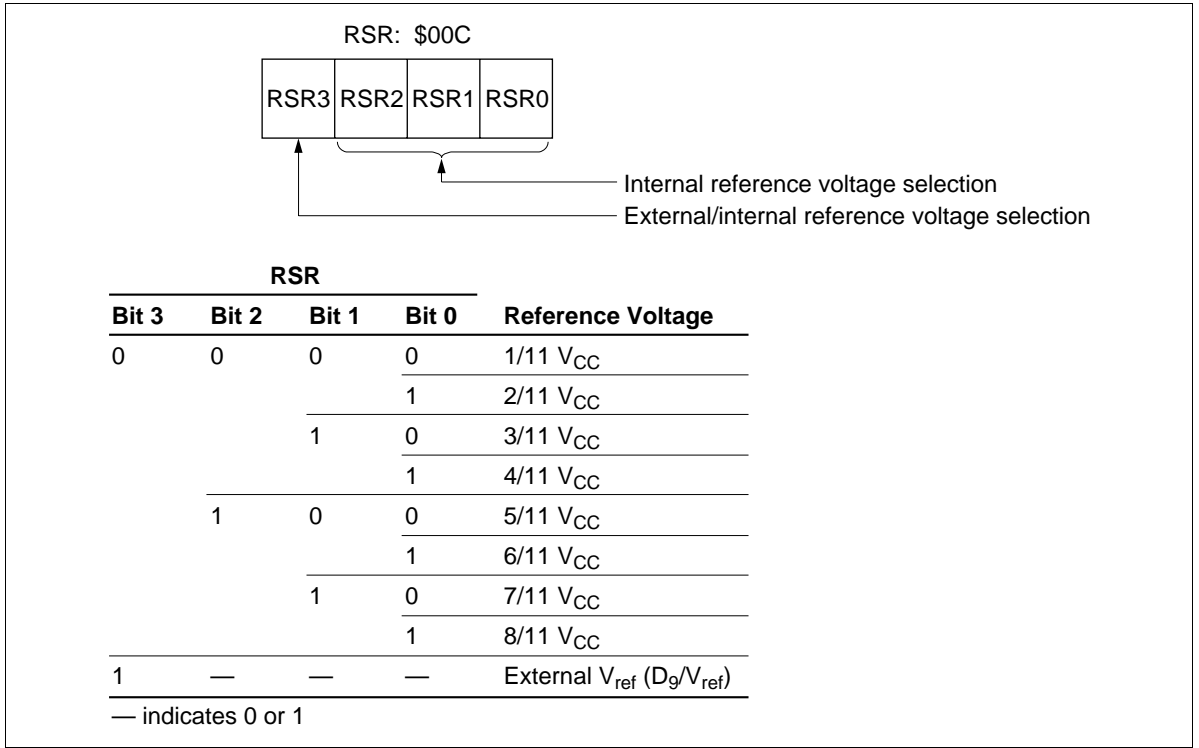 RSR: $00C
RSR3 RSR2 RSR1 RSR0
Internal reference voltage selection
External/internal reference voltage selection
RSR
Bit 3 Bit 2 Bit 1 Bit 0 Reference Voltage
0 0 0 0 1/11 VCC
1 2/11 VCC
1 0 3/11 VCC
1 4/11 VCC
1 0 0 5/11 VCC
1 6/11 VCC
1 0 7/11 VCC
1 8/11 VCC
1 — — — External Vref (D9/Vref)
— indicates 0 or 1